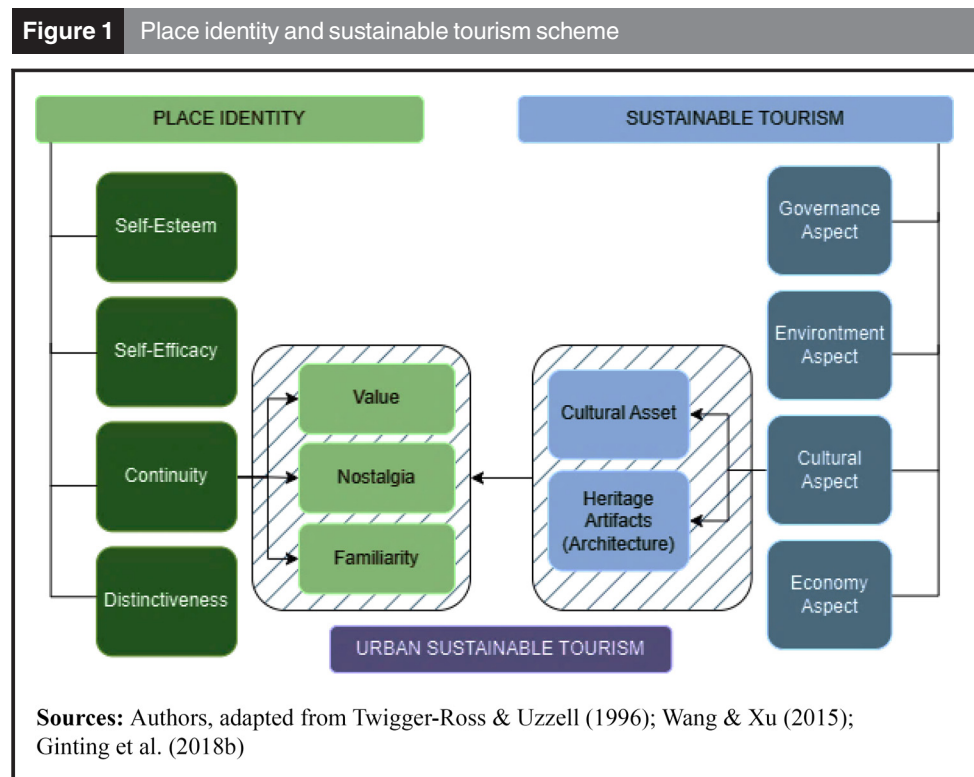 Figure 1 Place identity and sustainable tourism scheme
PLACE IDENTITY
SUSTAINABLE TOURISM
Self-Esteem
Self-Efficacy
Continuity
Distinctiveness
Value
Nostalgia
Familiarity
Cultural Asset
Heritage
Artifacts
(Architecture)
Governance
Aspect
Environtment
Aspect
Cultural
Aspect
Economy
Aspect
URBAN SUSTAINABLE TOURISM
Sources: Authors, adapted from Twigger-Ross & Uzzell (1996); Wang & Xu (2015);
Ginting et al. (2018b)